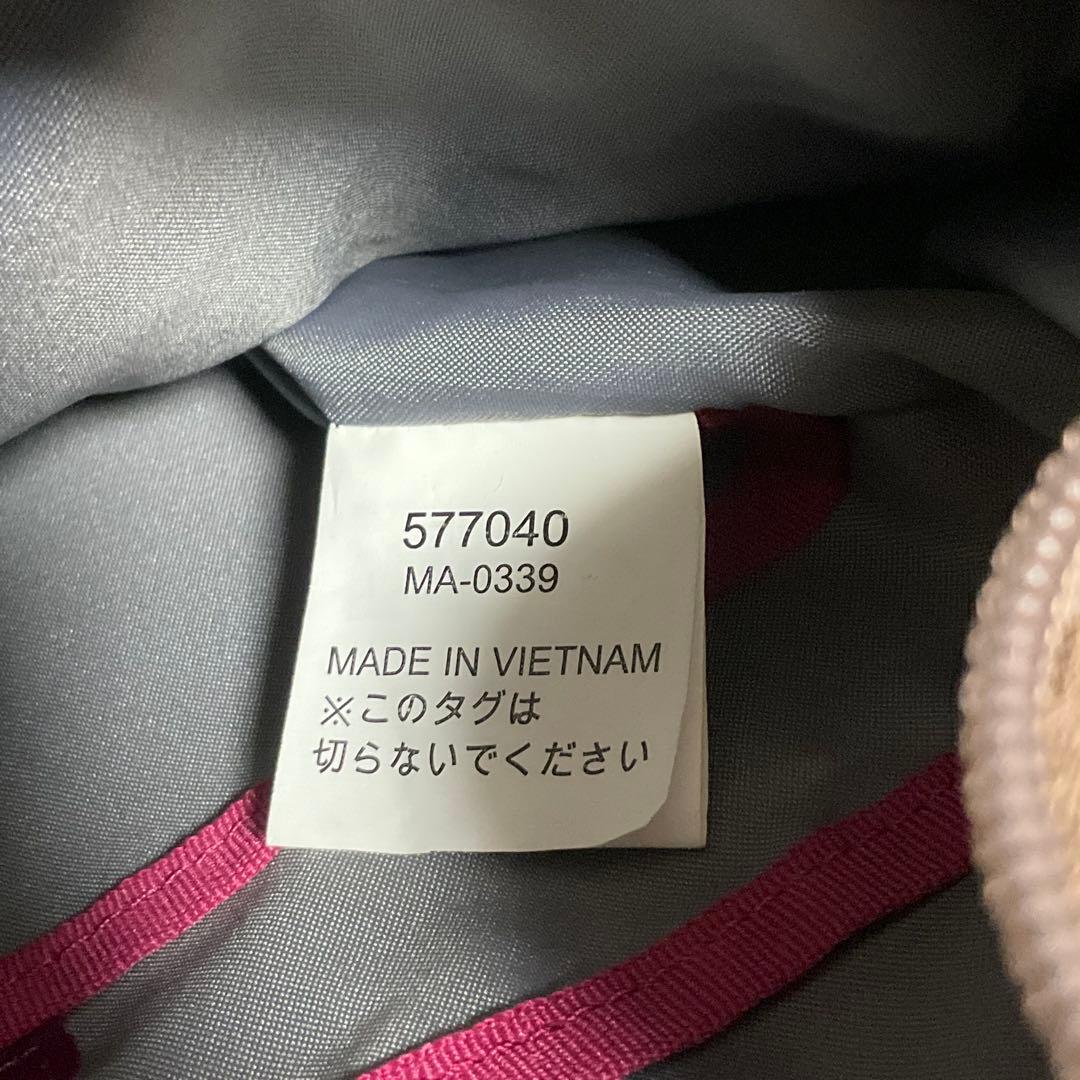 577040
MA-0339
MADE IN VIETNAM
※このタグは
切らないでください